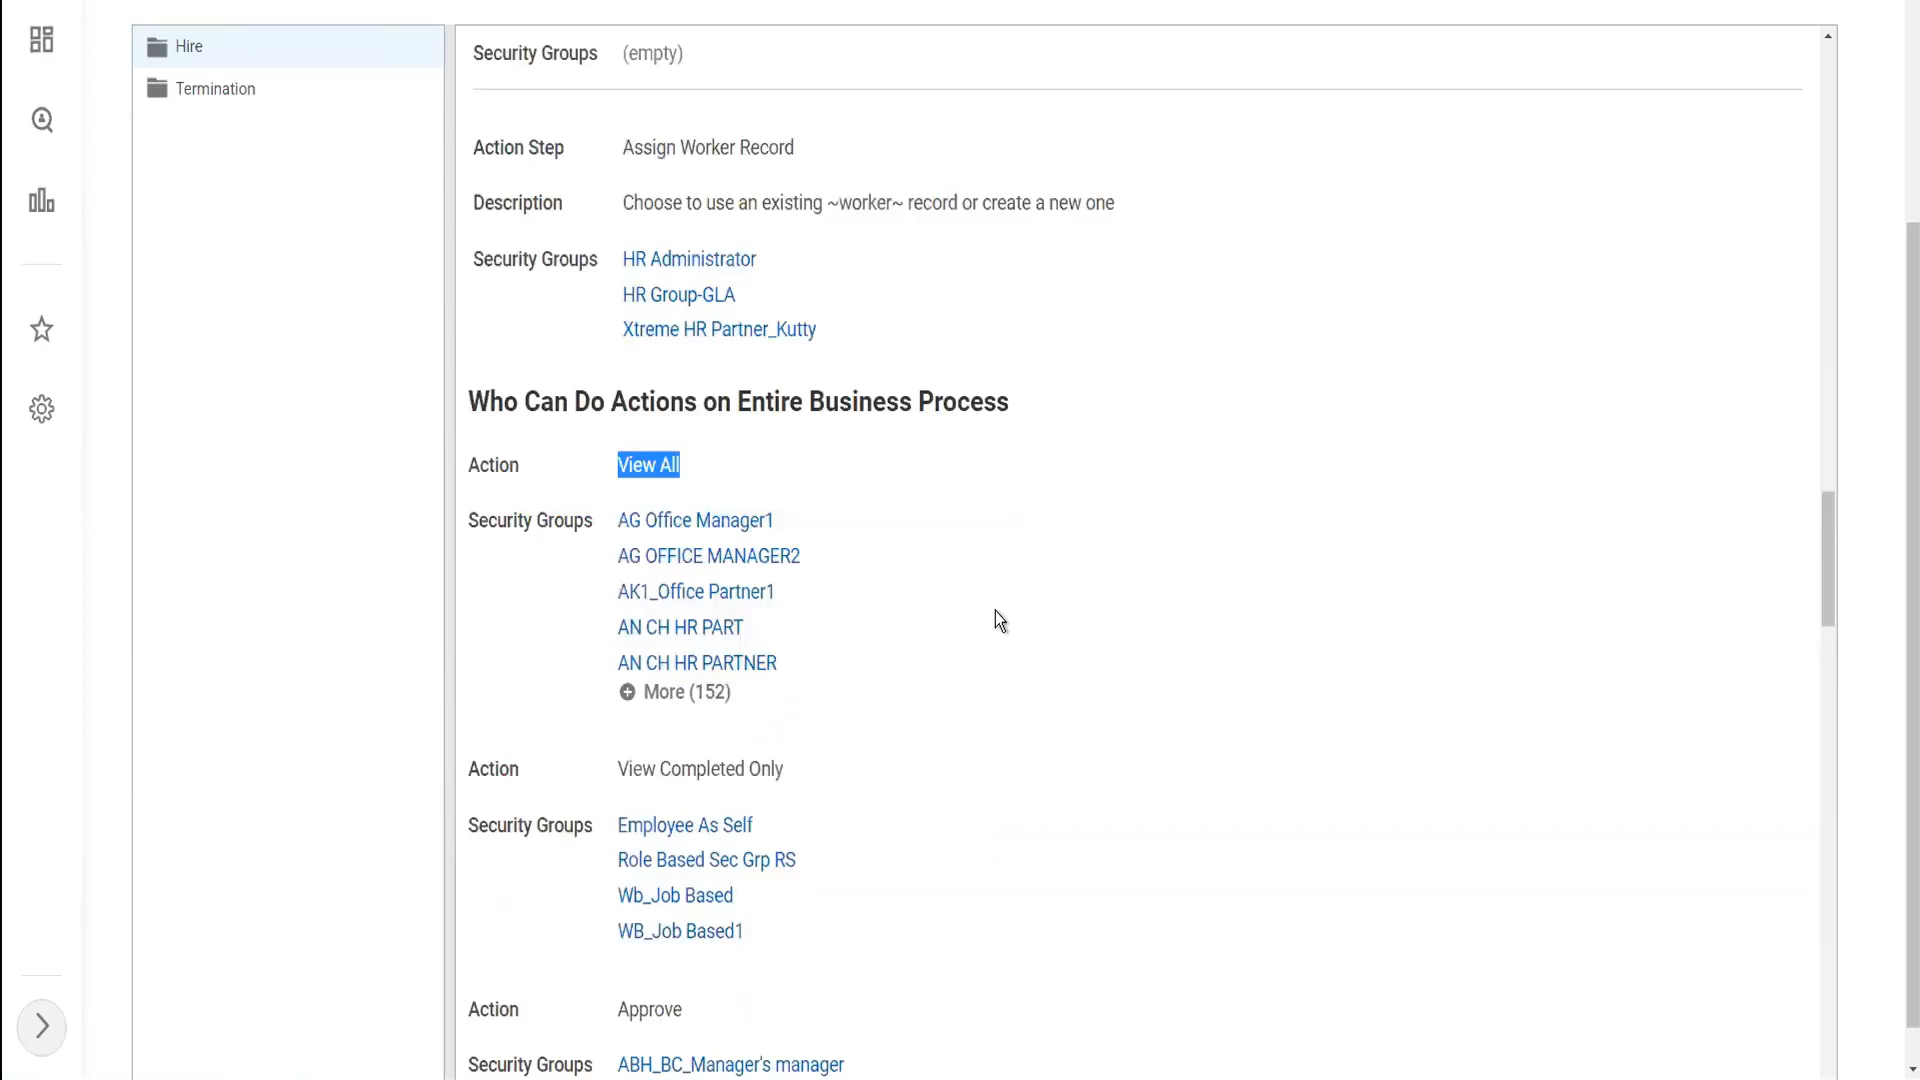 Hire
Termination
Security Groups (empty)
Action Step Assign Worker Record
Description Choose to use an existing ~worker~ record or create a new one
Security Groups HR Administrator
HR Group-GLA
Xtreme HR Partner_Kutty
Who Can Do Actions on Entire Business Process
Action View All
Security Groups AG Office Manager1
AG OFFICE MANAGER2
AK1_Office Partner1
AN CH HR PART
AN CH HR PARTNER
More (152)
Action View Completed Only
Security Groups Employee As Self
Role Based Sec Grp RS
Wb_Job Based
WB_Job Based1
Action Approve
Security Groups ABH_BC_Manager's manager